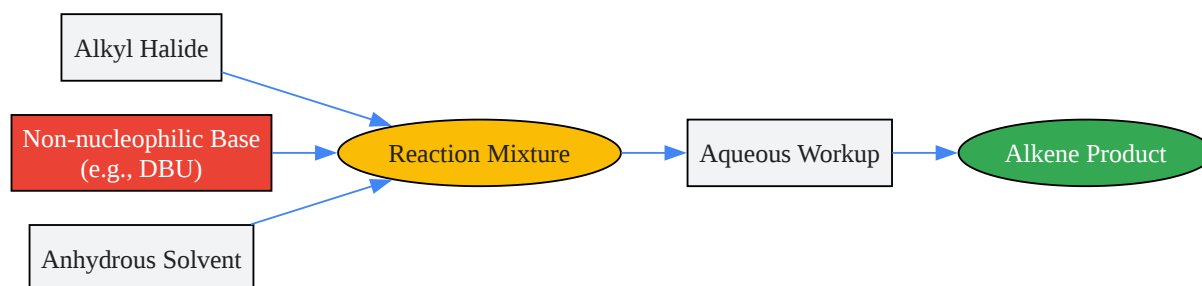 Alkyl Halide
Non-nucleophilic Base
(e.g., DBU)
Anhydrous Solvent
Reaction Mixture
Aqueous Workup
Alkene Product